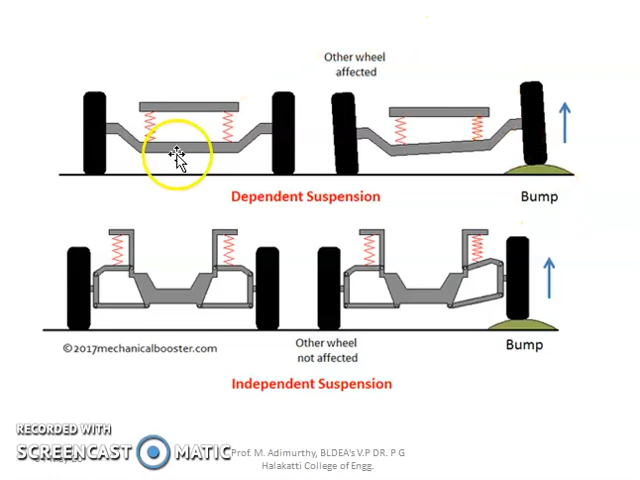 Other wheel
affected
Dependent Suspension
Bump
©2017mechanicalbooster.com
Other wheel
not affected
Bump
Independent Suspension
RECORDED WITH
SCREENCAST MATIC
Prof. M. Adimurthy, BLDEA's V.P DR. P G
Halakatti College of Engg.